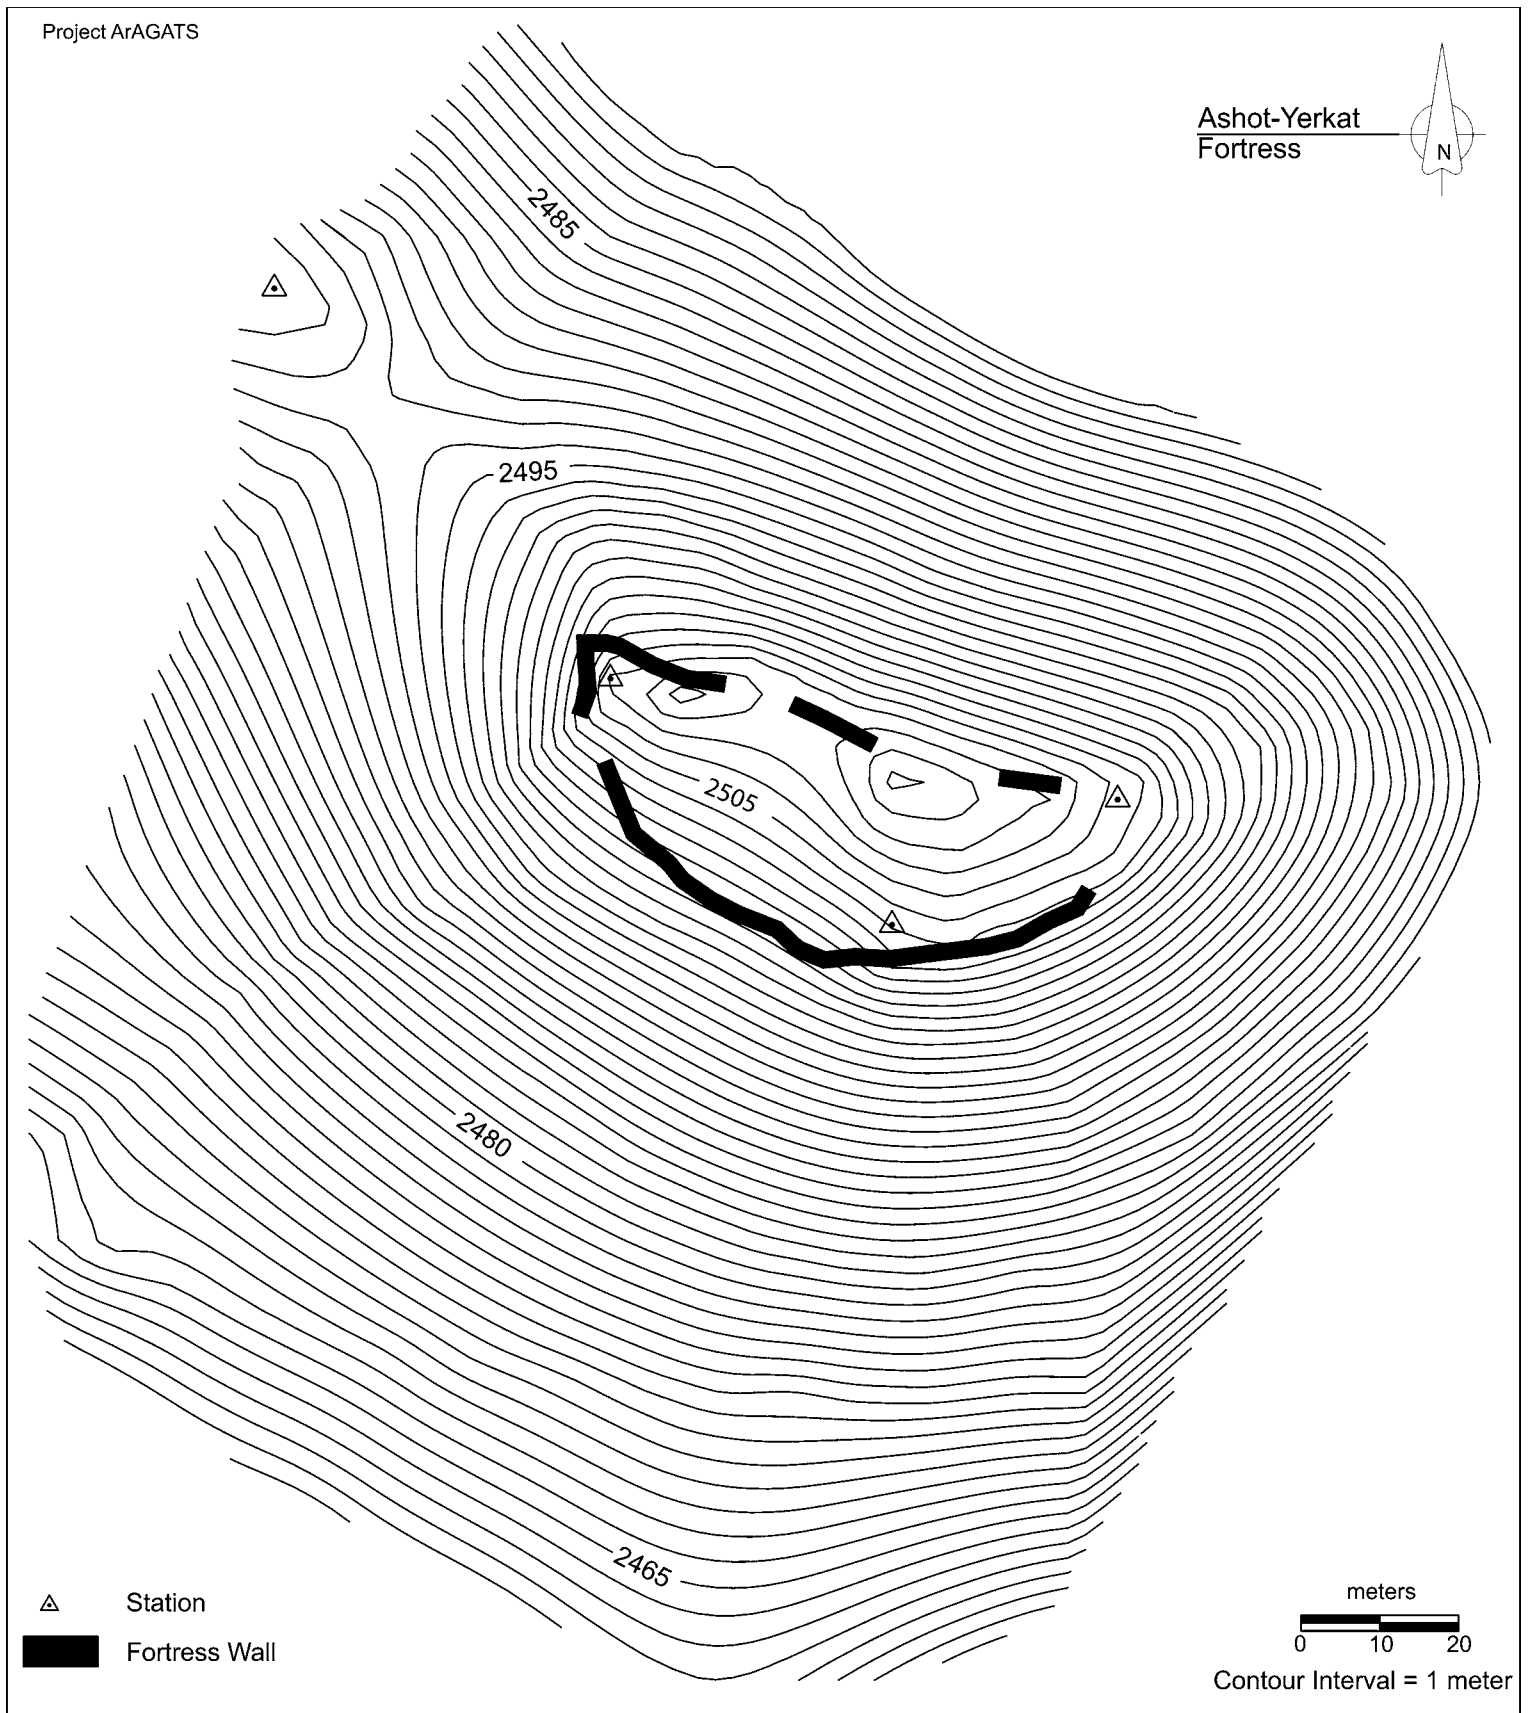 Project ArAGATS
Ashot-Yerkat
Fortress
N
2485
2495
2505
2480
2465
Station
Fortress Wall
meters
0 10 20
Contour Interval = 1 meter